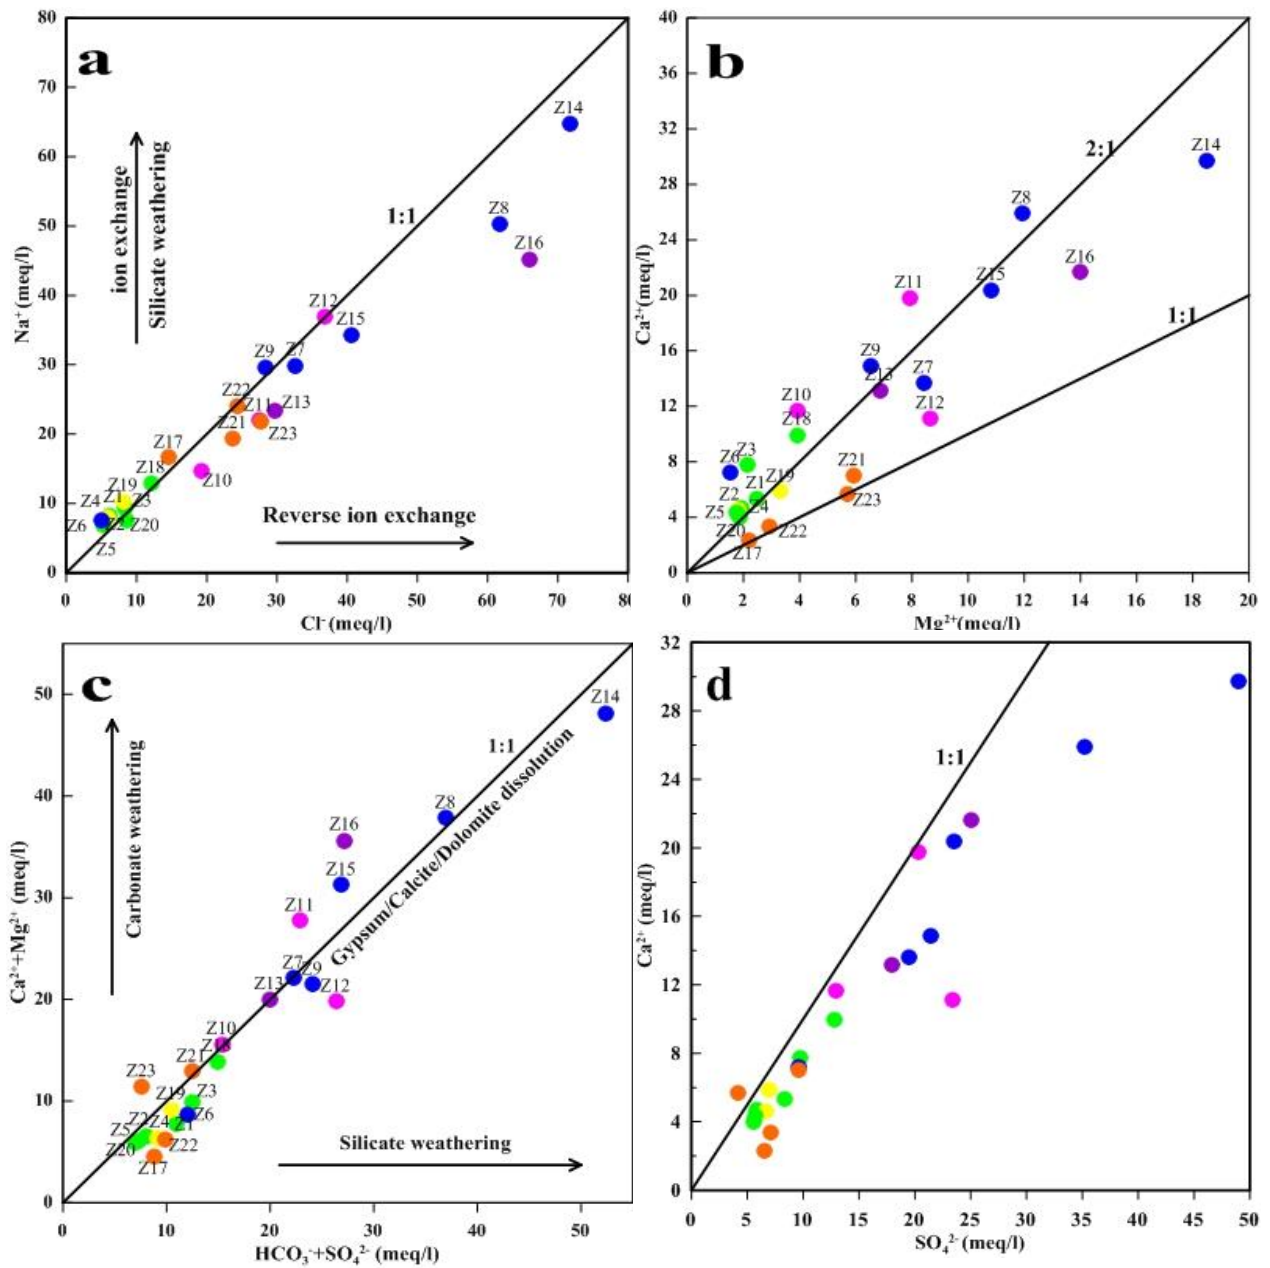 a
80
70
60
50
40
30
20
10
0
Na⁺ (meq/l)
ion exchange
Silicate weathering
1:1
Z14
Z8
Z16
Z12
Z15
Z9
Z7
Z22
Z11
Z13
Z21
Z23
Z17
Z18
Z10
Z19
Z4
Z1
Z3
Z6
Z2
Z20
Z5
Reverse ion exchange
0 10 20 30 40 50 60 70
Cl⁻ (meq/l)
b
40
36
32
28
24
20
16
12
8
4
0
Ca²⁺(meq/l)
2:1
1:1
Z14
Z8
Z16
Z15
Z11
Z9
Z13
Z7
Z10
Z12
Z18
Z6
Z3
Z21
Z1
Z19
Z2
Z4
Z23
Z5
Z20
Z22
Z17
0 2 4 6 8 10 12 14 16 18 20
Mg²⁺(meq/l)
c
50
40
30
20
10
0
Ca²⁺+Mg²⁺ (meq/l)
Carbonate weathering
1:1
Gypsum/Calcite/Dolomite dissolution
Z14
Z8
Z16
Z15
Z11
Z7
Z9
Z13
Z12
Z10
Z18
Z21
Z23
Z19
Z3
Z2
Z4
Z6
Z5
Z1
Z20
Z22
Z17
Silicate weathering
0 10 20 30 40 50
HCO₃⁻+SO₄²⁻ (meq/l)
d
32
28
24
20
16
12
8
4
0
Ca²⁺ (meq/l)
1:1
0 5 10 15 20 25 30 35 40 45 50
SO₄²⁻ (meq/l)